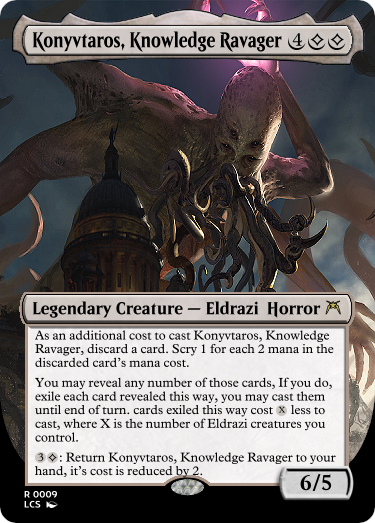 Konyvtaros, Knowledge Ravager 4
Legendary Creature — Eldrazi Horror
As an additional cost to cast Konyvtaros, Knowledge
Ravager, discard a card. Scry 1 for each 2 mana in the
discarded card's mana cost.
You may reveal any number of those cards, If you do,
exile each card revealed this way, you may cast them
until end of turn. cards exiled this way cost X less to
cast, where X is the number of Eldrazi creatures you
control.
3: Return Konyvtaros, Knowledge Ravager to your
hand, it's cost is reduced by 2.
6/5
R 0009
LCS